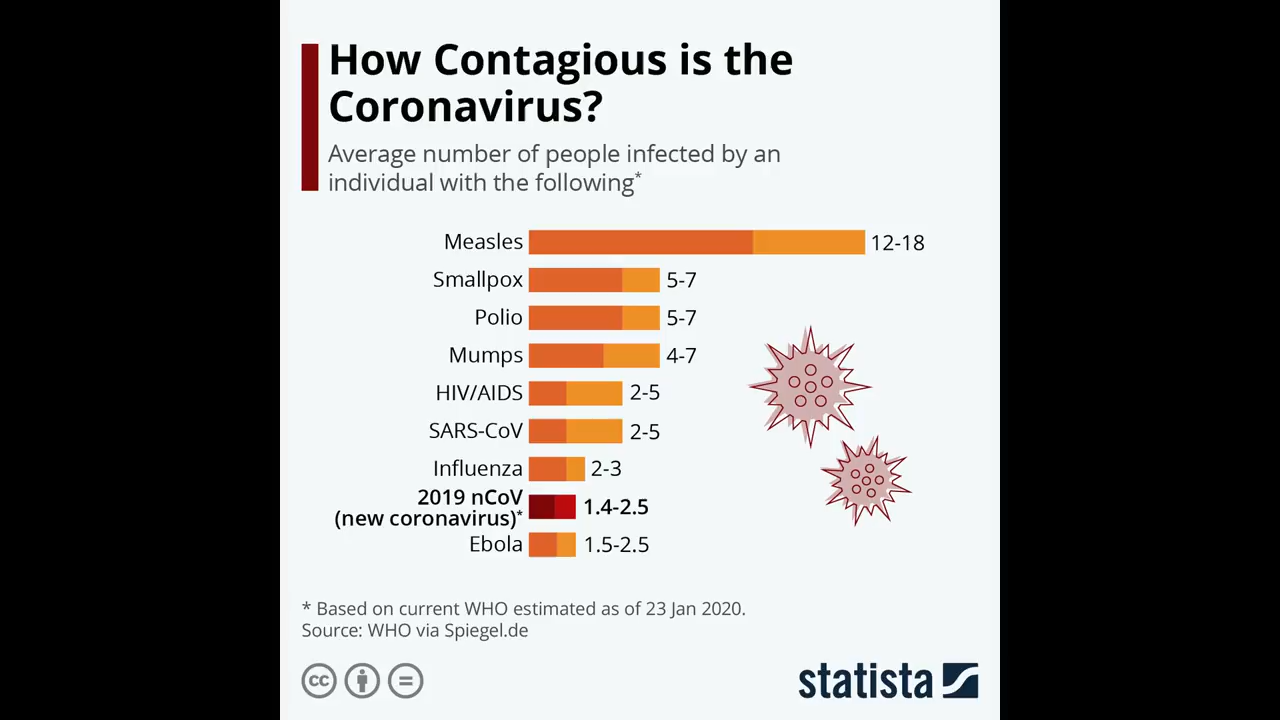 How Contagious is the
Coronavirus?
Average number of people infected by an
individual with the following*
Measles 12-18
Smallpox 5-7
Polio 5-7
Mumps 4-7
HIV/AIDS 2-5
SARS-CoV 2-5
Influenza 2-3
2019 nCoV
(new coronavirus)* 1.4-2.5
Ebola 1.5-2.5
* Based on current WHO estimated as of 23 Jan 2020.
Source: WHO via Spiegel.de
cc =
statista